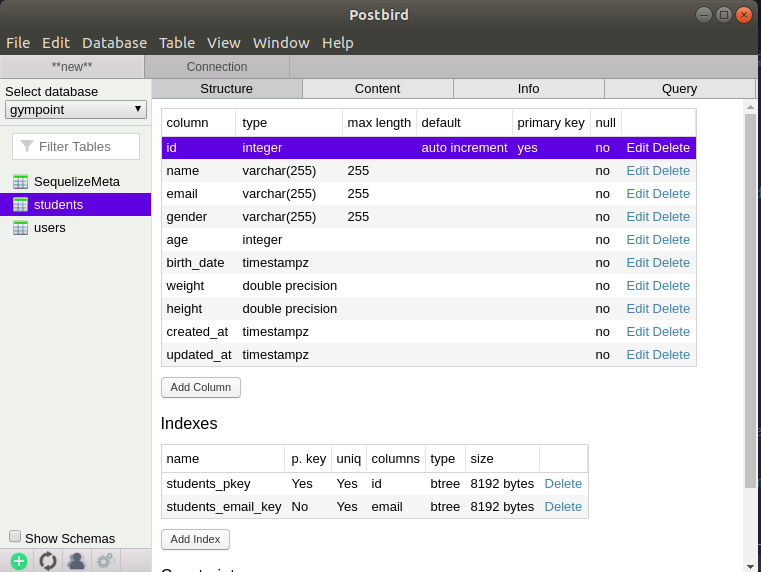 Postbird
File Edit Database Table View Window Help
**new** Connection
Select database
gympoint
Filter Tables
SequelizeMeta
students
users
Show Schemas
Structure Content Info Query
column type max length default primary key null
id integer auto increment yes no Edit Delete
name varchar(255) 255 no Edit Delete
email varchar(255) 255 no Edit Delete
gender varchar(255) 255 no Edit Delete
age integer no Edit Delete
birth_date timestampz no Edit Delete
weight double precision no Edit Delete
height double precision no Edit Delete
created_at timestampz no Edit Delete
updated_at timestampz no Edit Delete
Add Column
Indexes
name p. key uniq columns type size
students_pkey Yes Yes id btree 8192 bytes Delete
students_email_key No Yes email btree 8192 bytes Delete
Add Index